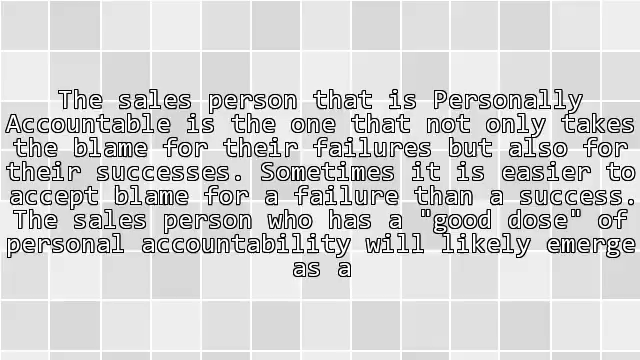 The sales person that is Personally
Accountable is the one that not only takes
the blame for their failures but also for
their successes. Sometimes it is easier to
accept blame for a failure than a success.
The sales person who has a "good dose" of
personal accountability will likely emerge
as a